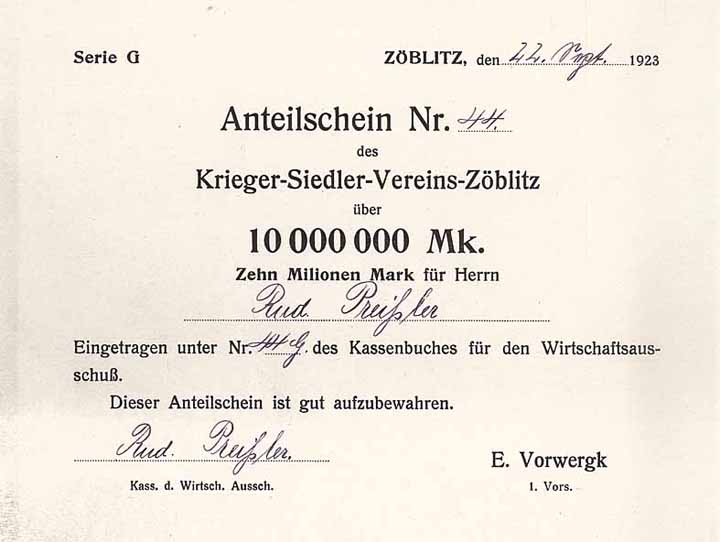 Serie G
ZÖBLITZ, den 22. Sept. 1923
Anteilschein Nr. 44.
des
Krieger-Siedler-Vereins-Zöblitz
über
10 000 000 Mk.
Zehn Milionen Mark für Herrn
Rud. Preißler
Eingetragen unter Nr. 44 G. des Kassenbuches für den Wirtschaftsaus-
schuß.
Dieser Anteilschein ist gut aufzubewahren.
Rud. Preißler.
E. Vorwergk
Kass. d. Wirtsch. Aussch.
1. Vors.